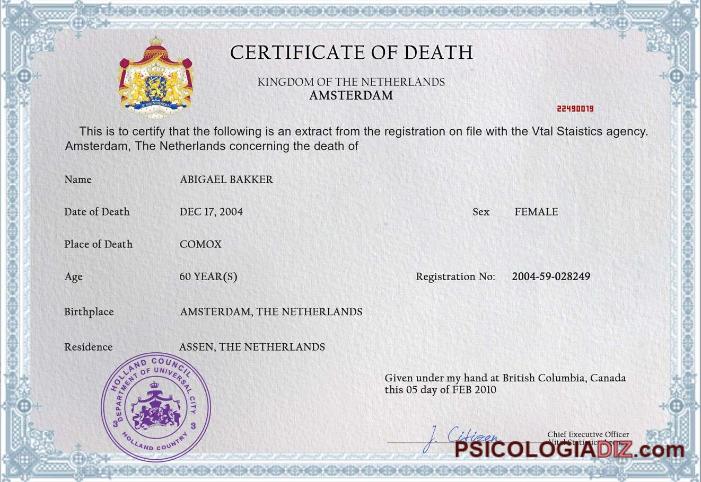 CERTIFICATE OF DEATH
KINGDOM OF THE NETHERLANDS
AMSTERDAM
22490019
This is to certify that the following is an extract from the registration on file with the Vtal Staistics agency.
Amsterdam, The Netherlands concerning the death of
Name ABIGAEL BAKKER
Date of Death DEC 17, 2004 Sex FEMALE
Place of Death COMOX
Age 60 YEAR(S) Registration No: 2004-59-028249
Birthplace AMSTERDAM, THE NETHERLANDS
Residence ASSEN, THE NETHERLANDS
HOLLAND COUNCIL
DEPARTMENT OF UNIVERSAL CITY
3 3
HOLLAND COUNTRY
Given under my hand at British Columbia, Canada
this 05 day of FEB 2010
J. Citizen
Chief Executive Officer
PSICOLOGIADIZ.com